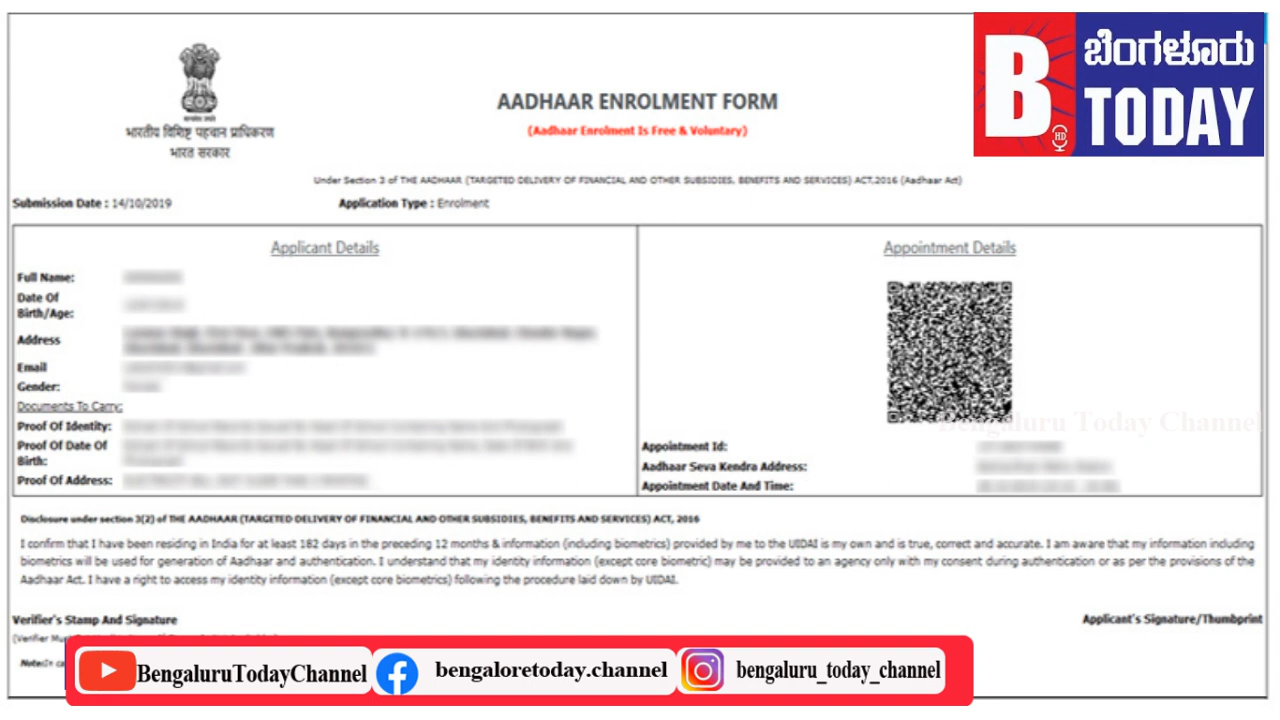 B
HD
ಬೆಂಗಳೂರು
TODAY
भारतीय विशिष्ट पहचान प्राधिकरण
भारत सरकार
AADHAAR ENROLMENT FORM
(Aadhaar Enrolment Is Free & Voluntary)
Under Section 3 of THE AADHAAR (TARGETED DELIVERY OF FINANCIAL AND OTHER SUBSIDIES, BENEFITS AND SERVICES) ACT,2016 (Aadhaar Act)
Submission Date : 14/10/2019
Application Type : Enrolment
Applicant Details
Full Name:
Date Of
Birth/Age:
Address
Email
Gender:
Documents To Carry:
Proof Of Identity:
Proof Of Date Of
Birth:
Proof Of Address:
Appointment Details
Bengaluru Today Channel
Appointment Id:
Aadhaar Seva Kendra Address:
Appointment Date And Time:
Disclosure under section 3(2) of THE AADHAAR (TARGETED DELIVERY OF FINANCIAL AND OTHER SUBSIDIES, BENEFITS AND SERVICES) ACT, 2016
I confirm that I have been residing in India for at least 182 days in the preceding 12 months & information (including biometrics) provided by me to the UIDAI is my own and is true, correct and accurate. I am aware that my information including
biometrics will be used for generation of Aadhaar and authentication. I understand that my identity information (except core biometric) may be provided to an agency only with my consent during authentication or as per the provisions of the
Aadhaar Act. I have a right to access my identity information (except core biometrics) following the procedure laid down by UIDAI.
Verifier's Stamp And Signature
Applicant's Signature/Thumbprint
(Verifier
Note:In
BengaluruTodayChannel
bengaloretoday.channel
bengaluru_today_channel